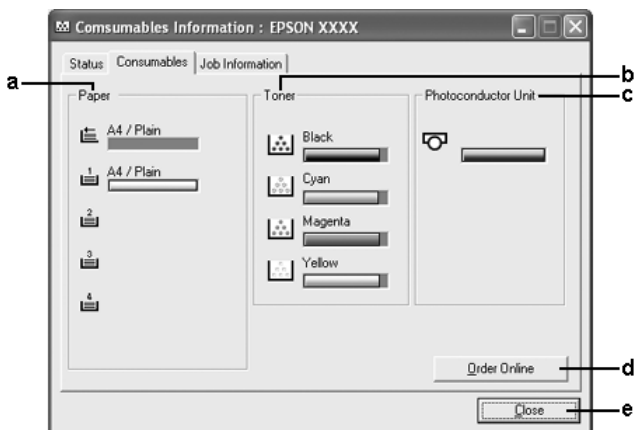 Comsumables Information : EPSON XXXX
Status Consumables Job Information
a
Paper
A4 / Plain
1
A4 / Plain
2
3
4
b
Toner
Black
Cyan
Magenta
Yellow
c
Photoconductor Unit
Order Online
d
Close
e